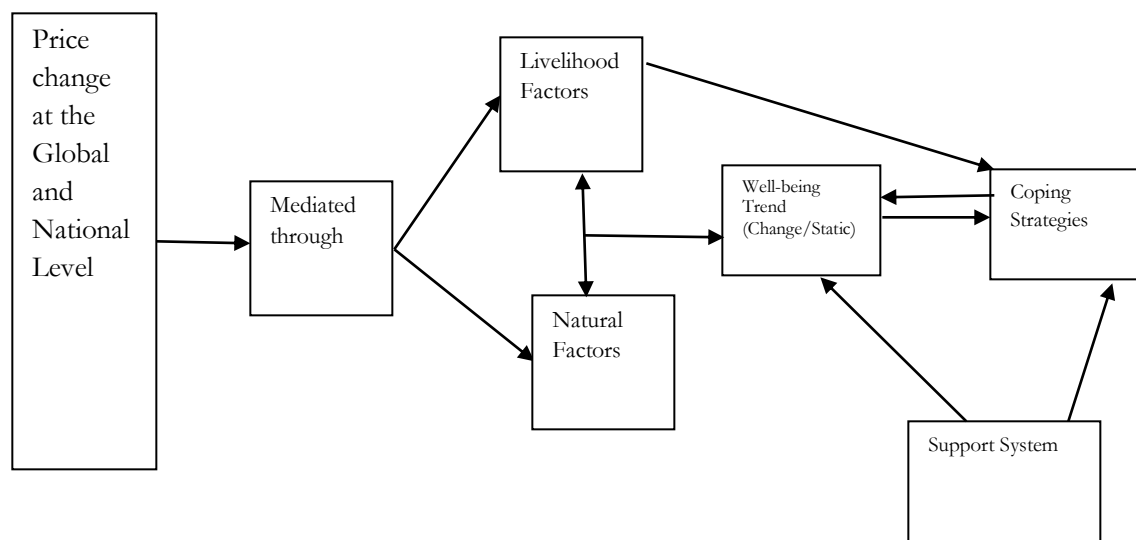 Price
change
at the
Global
and
National
Level
Mediated
through
Livelihood
Factors
Natural
Factors
Well-being
Trend
(Change/Static)
Coping
Strategies
Support System